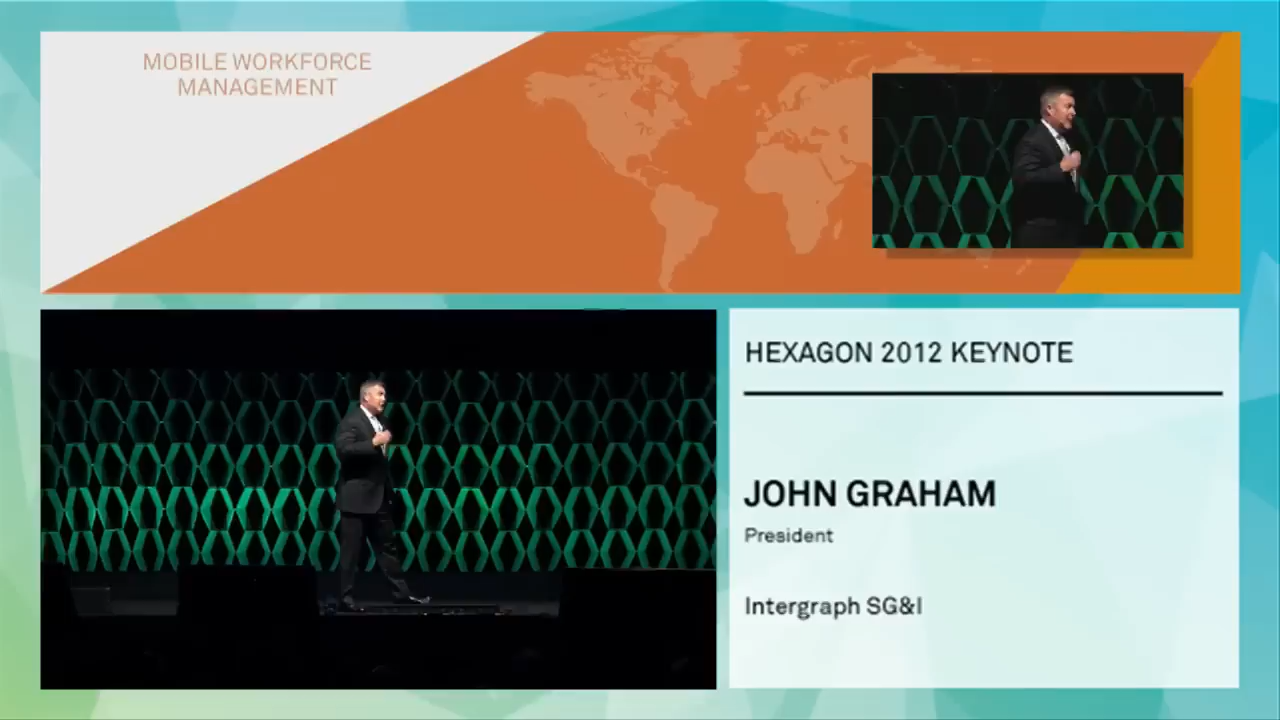 MOBILE WORKFORCE
MANAGEMENT
HEXAGON 2012 KEYNOTE
JOHN GRAHAM
President
Intergraph SG&I